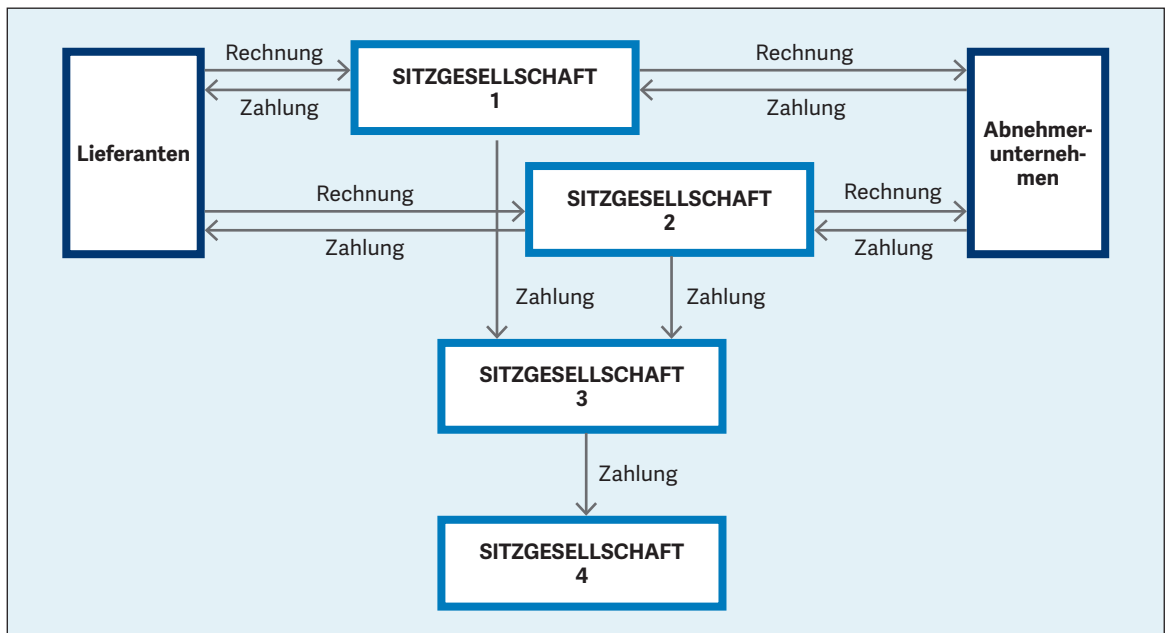 Rechnung
SITZGESELLSCHAFT
1
Rechnung
Zahlung
Zahlung
Lieferanten
Abnehmer-
unterneh-
men
Rechnung
SITZGESELLSCHAFT
2
Rechnung
Zahlung
Zahlung
Zahlung
Zahlung
SITZGESELLSCHAFT
3
Zahlung
SITZGESELLSCHAFT
4